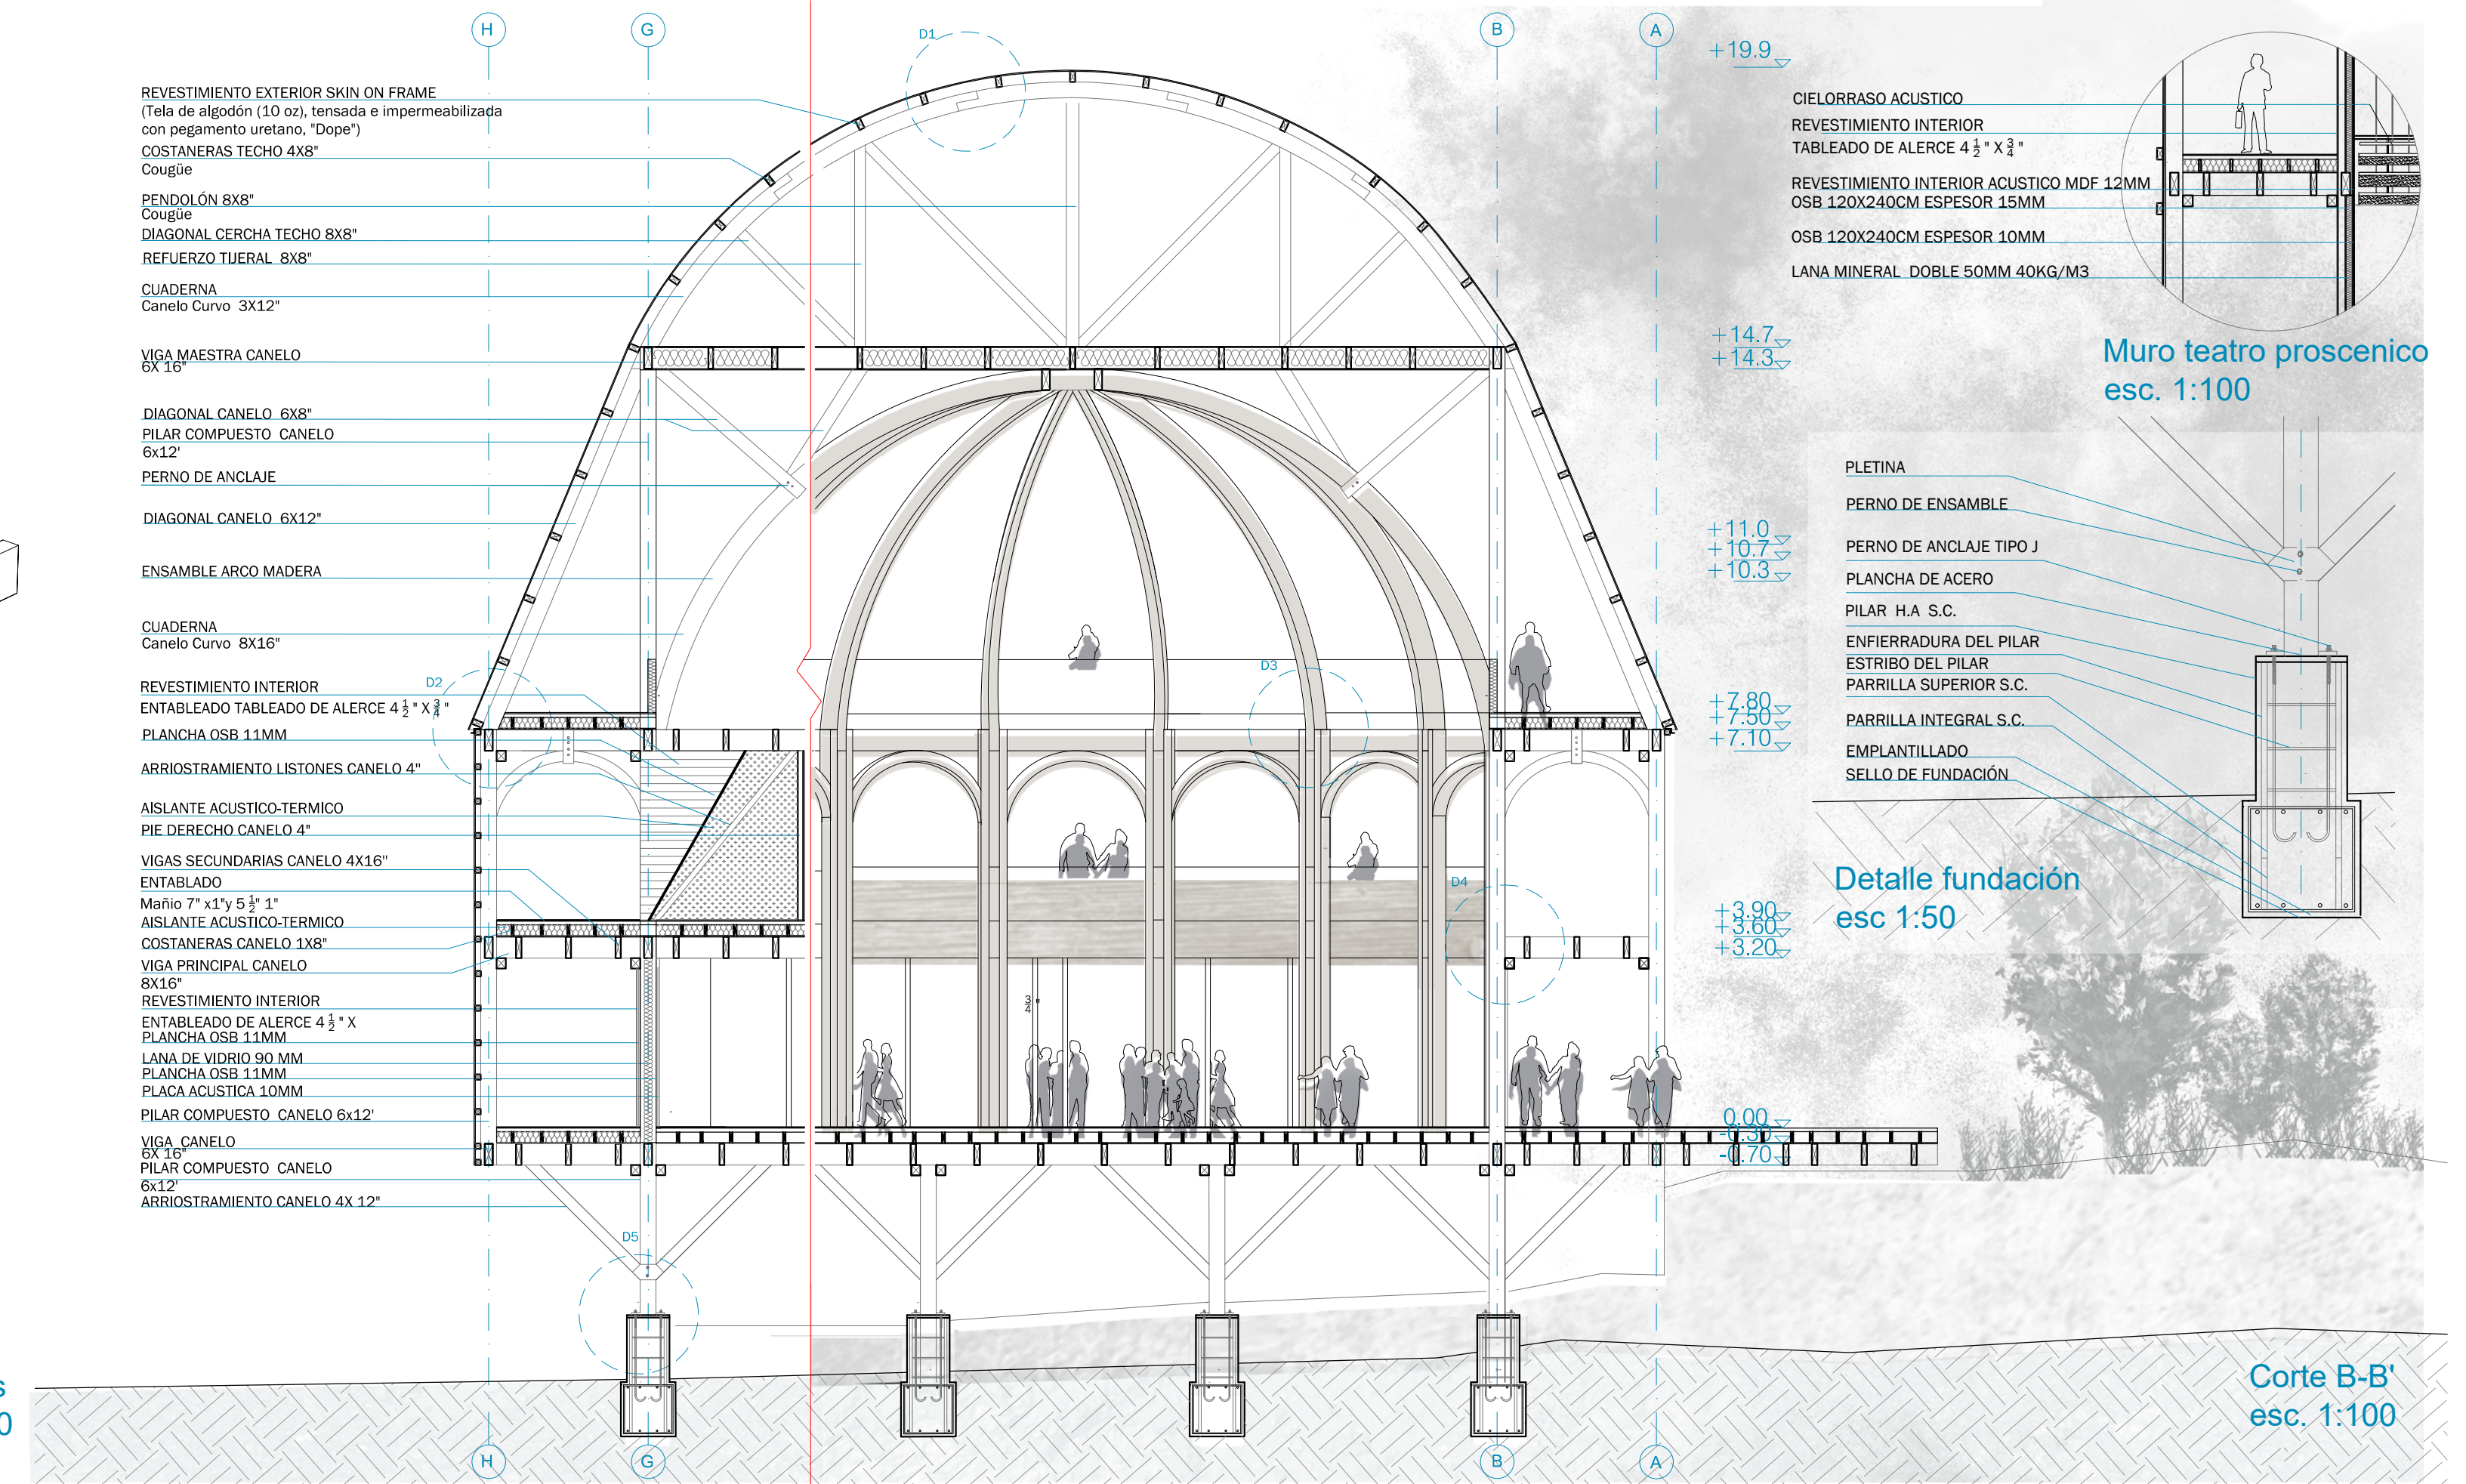 H
G
B
A
D1
+19.9
REVESTIMIENTO EXTERIOR SKIN ON FRAME
(Tela de algodón (10 oz), tensada e impermeabilizada
con pegamento uretano, "Dope")
COSTANERAS TECHO 4X8"
Cougüe
PENDOLÓN 8X8"
Cougüe
DIAGONAL CERCHA TECHO 8X8"
REFUERZO TIJERAL 8X8"
CUADERNA
Canelo Curvo 3X12"
VIGA MAESTRA CANELO
6X 16"
DIAGONAL CANELO 6X8"
PILAR COMPUESTO CANELO
6x12'
PERNO DE ANCLAJE
DIAGONAL CANELO 6X12"
ENSAMBLE ARCO MADERA
CUADERNA
Canelo Curvo 8X16"
REVESTIMIENTO INTERIOR
ENTABLEADO TABLEADO DE ALERCE 4 1/2 " X 3/4 "
PLANCHA OSB 11MM
ARRIOSTRAMIENTO LISTONES CANELO 4"
AISLANTE ACUSTICO-TERMICO
PIE DERECHO CANELO 4"
VIGAS SECUNDARIAS CANELO 4X16"
ENTABLADO
Mañio 7" x1"y 5 1/2" 1"
AISLANTE ACUSTICO-TERMICO
COSTANERAS CANELO 1X8"
VIGA PRINCIPAL CANELO
8X16"
REVESTIMIENTO INTERIOR
ENTABLEADO DE ALERCE 4 1/2 " X
PLANCHA OSB 11MM
LANA DE VIDRIO 90 MM
PLANCHA OSB 11MM
PLACA ACUSTICA 10MM
PILAR COMPUESTO CANELO 6x12'
VIGA CANELO
6X 16"
PILAR COMPUESTO CANELO
6x12'
ARRIOSTRAMIENTO CANELO 4X 12"
D2
D3
D4
D5
3/4 "
+14.7
+14.3
+11.0
+10.7
+10.3
+7.80
+7.50
+7.10
+3.90
+3.60
+3.20
0.00
-0.30
-0.70
CIELORRASO ACUSTICO
REVESTIMIENTO INTERIOR
TABLEADO DE ALERCE 4 1/2 " X 3/4 "
REVESTIMIENTO INTERIOR ACUSTICO MDF 12MM
OSB 120X240CM ESPESOR 15MM
OSB 120X240CM ESPESOR 10MM
LANA MINERAL DOBLE 50MM 40KG/M3
Muro teatro proscenico
esc. 1:100
PLETINA
PERNO DE ENSAMBLE
PERNO DE ANCLAJE TIPO J
PLANCHA DE ACERO
PILAR H.A S.C.
ENFIERRADURA DEL PILAR
ESTRIBO DEL PILAR
PARRILLA SUPERIOR S.C.
PARRILLA INTEGRAL S.C.
EMPLANTILLADO
SELLO DE FUNDACIÓN
Detalle fundación
esc 1:50
Corte B-B'
esc. 1:100
s
0
H
G
B
A